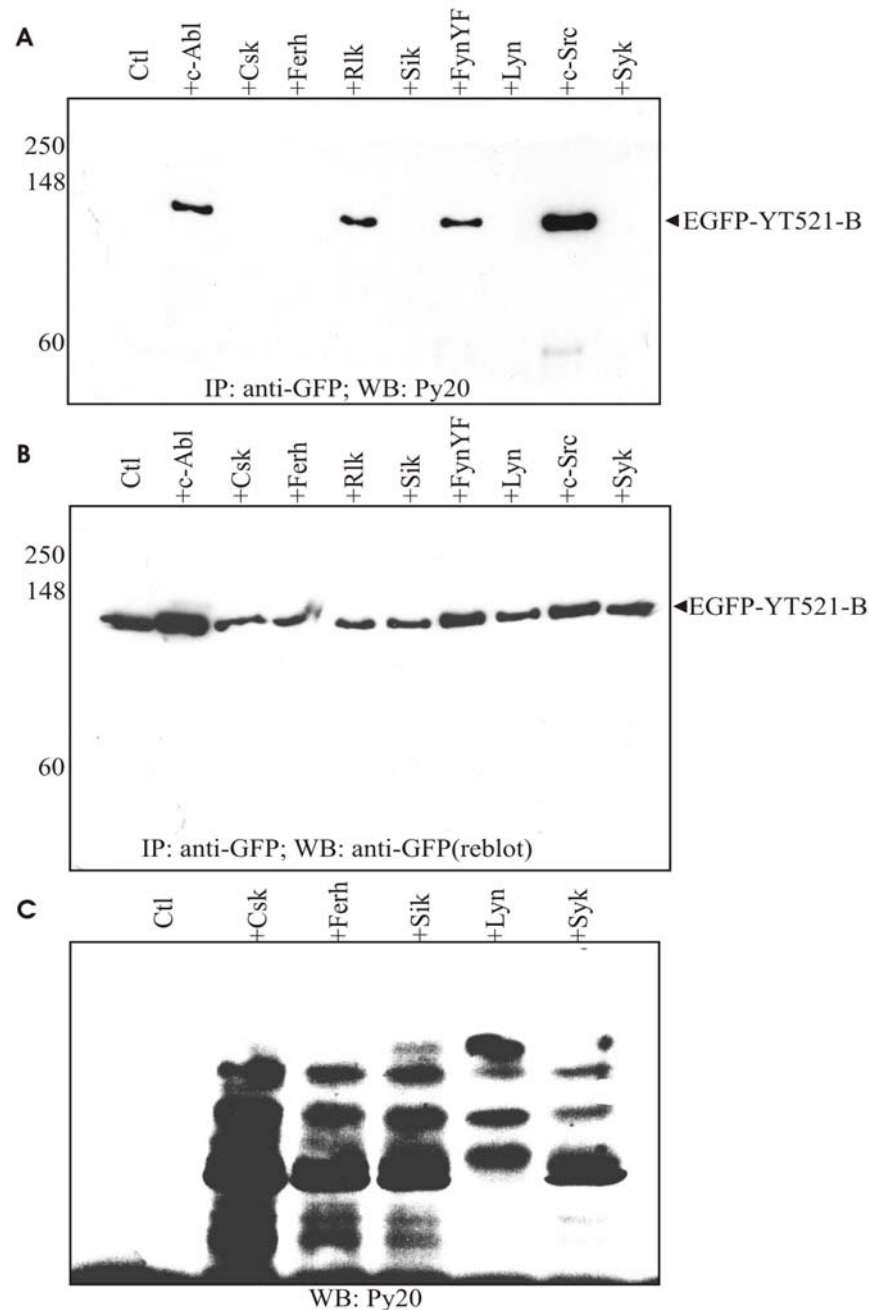 A
Ctl +c-Abl +Csk +Ferh +Rlk +Sik +FynYF +Lyn +c-Src +Syk
250
148
◄EGFP-YT521-B
60
IP: anti-GFP; WB: Py20
B
Ctl +c-Abl +Csk +Ferh +Rlk +Sik +FynYF +Lyn +c-Src +Syk
250
148
◄EGFP-YT521-B
60
IP: anti-GFP; WB: anti-GFP(reblot)
C
Ctl +Csk +Ferh +Sik +Lyn +Syk
WB: Py20